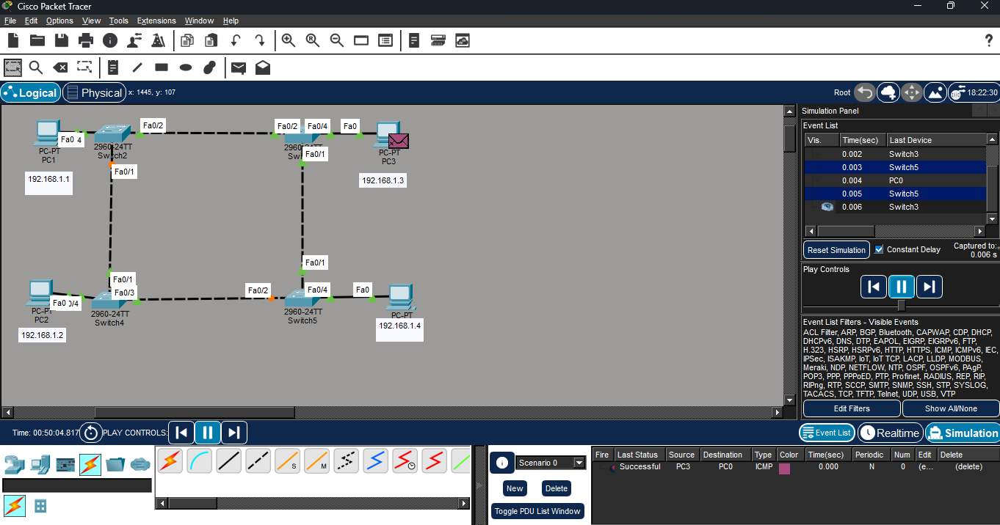 Cisco Packet Tracer
File Edit Options View Tools Extensions Window Help
?
Logical Physical x: 1445, y: 107 Root 18:22:30
Simulation Panel
Event List
Vis. Time(sec) Last Device
0.002 Switch3
0.003 Switch5
0.004 PC0
0.005 Switch5
0.006 Switch3
Reset Simulation Constant Delay Captured to:
0.006 s
Play Controls
Event List Filters - Visible Events
ACL Filter, ARP, BGP, Bluetooth, CAPWAP, CDP, DHCP,
DHCPv6, DNS, DTP, EAPOL, EIGRP, EIGRPv6, FTP,
H.323, HSRP, HSRPv6, HTTP, HTTPS, ICMP, ICMPv6, IEC,
IPSec, ISAKMP, IoT, IoT TCP, LACP, LLDP, MODBUS,
Meraki, NDP, NETFLOW, NTP, OSPF, OSPFv6, PAgP,
POP3, PPP, PPPoED, PTP, Profinet, RADIUS, REP, RIP,
RIPng, RTP, SCCP, SMTP, SNMP, SSH, STP, SYSLOG,
TACACS, TCP, TFTP, Telnet, UDP, USB, VTP
Edit Filters Show All/None
Fa0/2 Fa0/2 Fa0/4 Fa0
Fa0 4
PC-PT
PC1
2960-24TT
Switch2
Fa0/1
PC-PT
PC3
Fa0/1
192.168.1.1
192.168.1.3
Fa0/1
Fa0/1
Fa0/3 Fa0/2 Fa0/4 Fa0
Fa0 )/4
PC-PT
PC2
2960-24TT
Switch4
2960-24TT
Switch5
PC-PT
192.168.1.2
192.168.1.4
Time: 00:50:04.817 PLAY CONTROLS:
Event List Realtime Simulation
S M
Scenario 0
New Delete
Toggle PDU List Window
Fire Last Status Source Destination Type Color Time(sec) Periodic Num Edit Delete
Successful PC3 PC0 ICMP 0.000 N 0 (e... (delete)